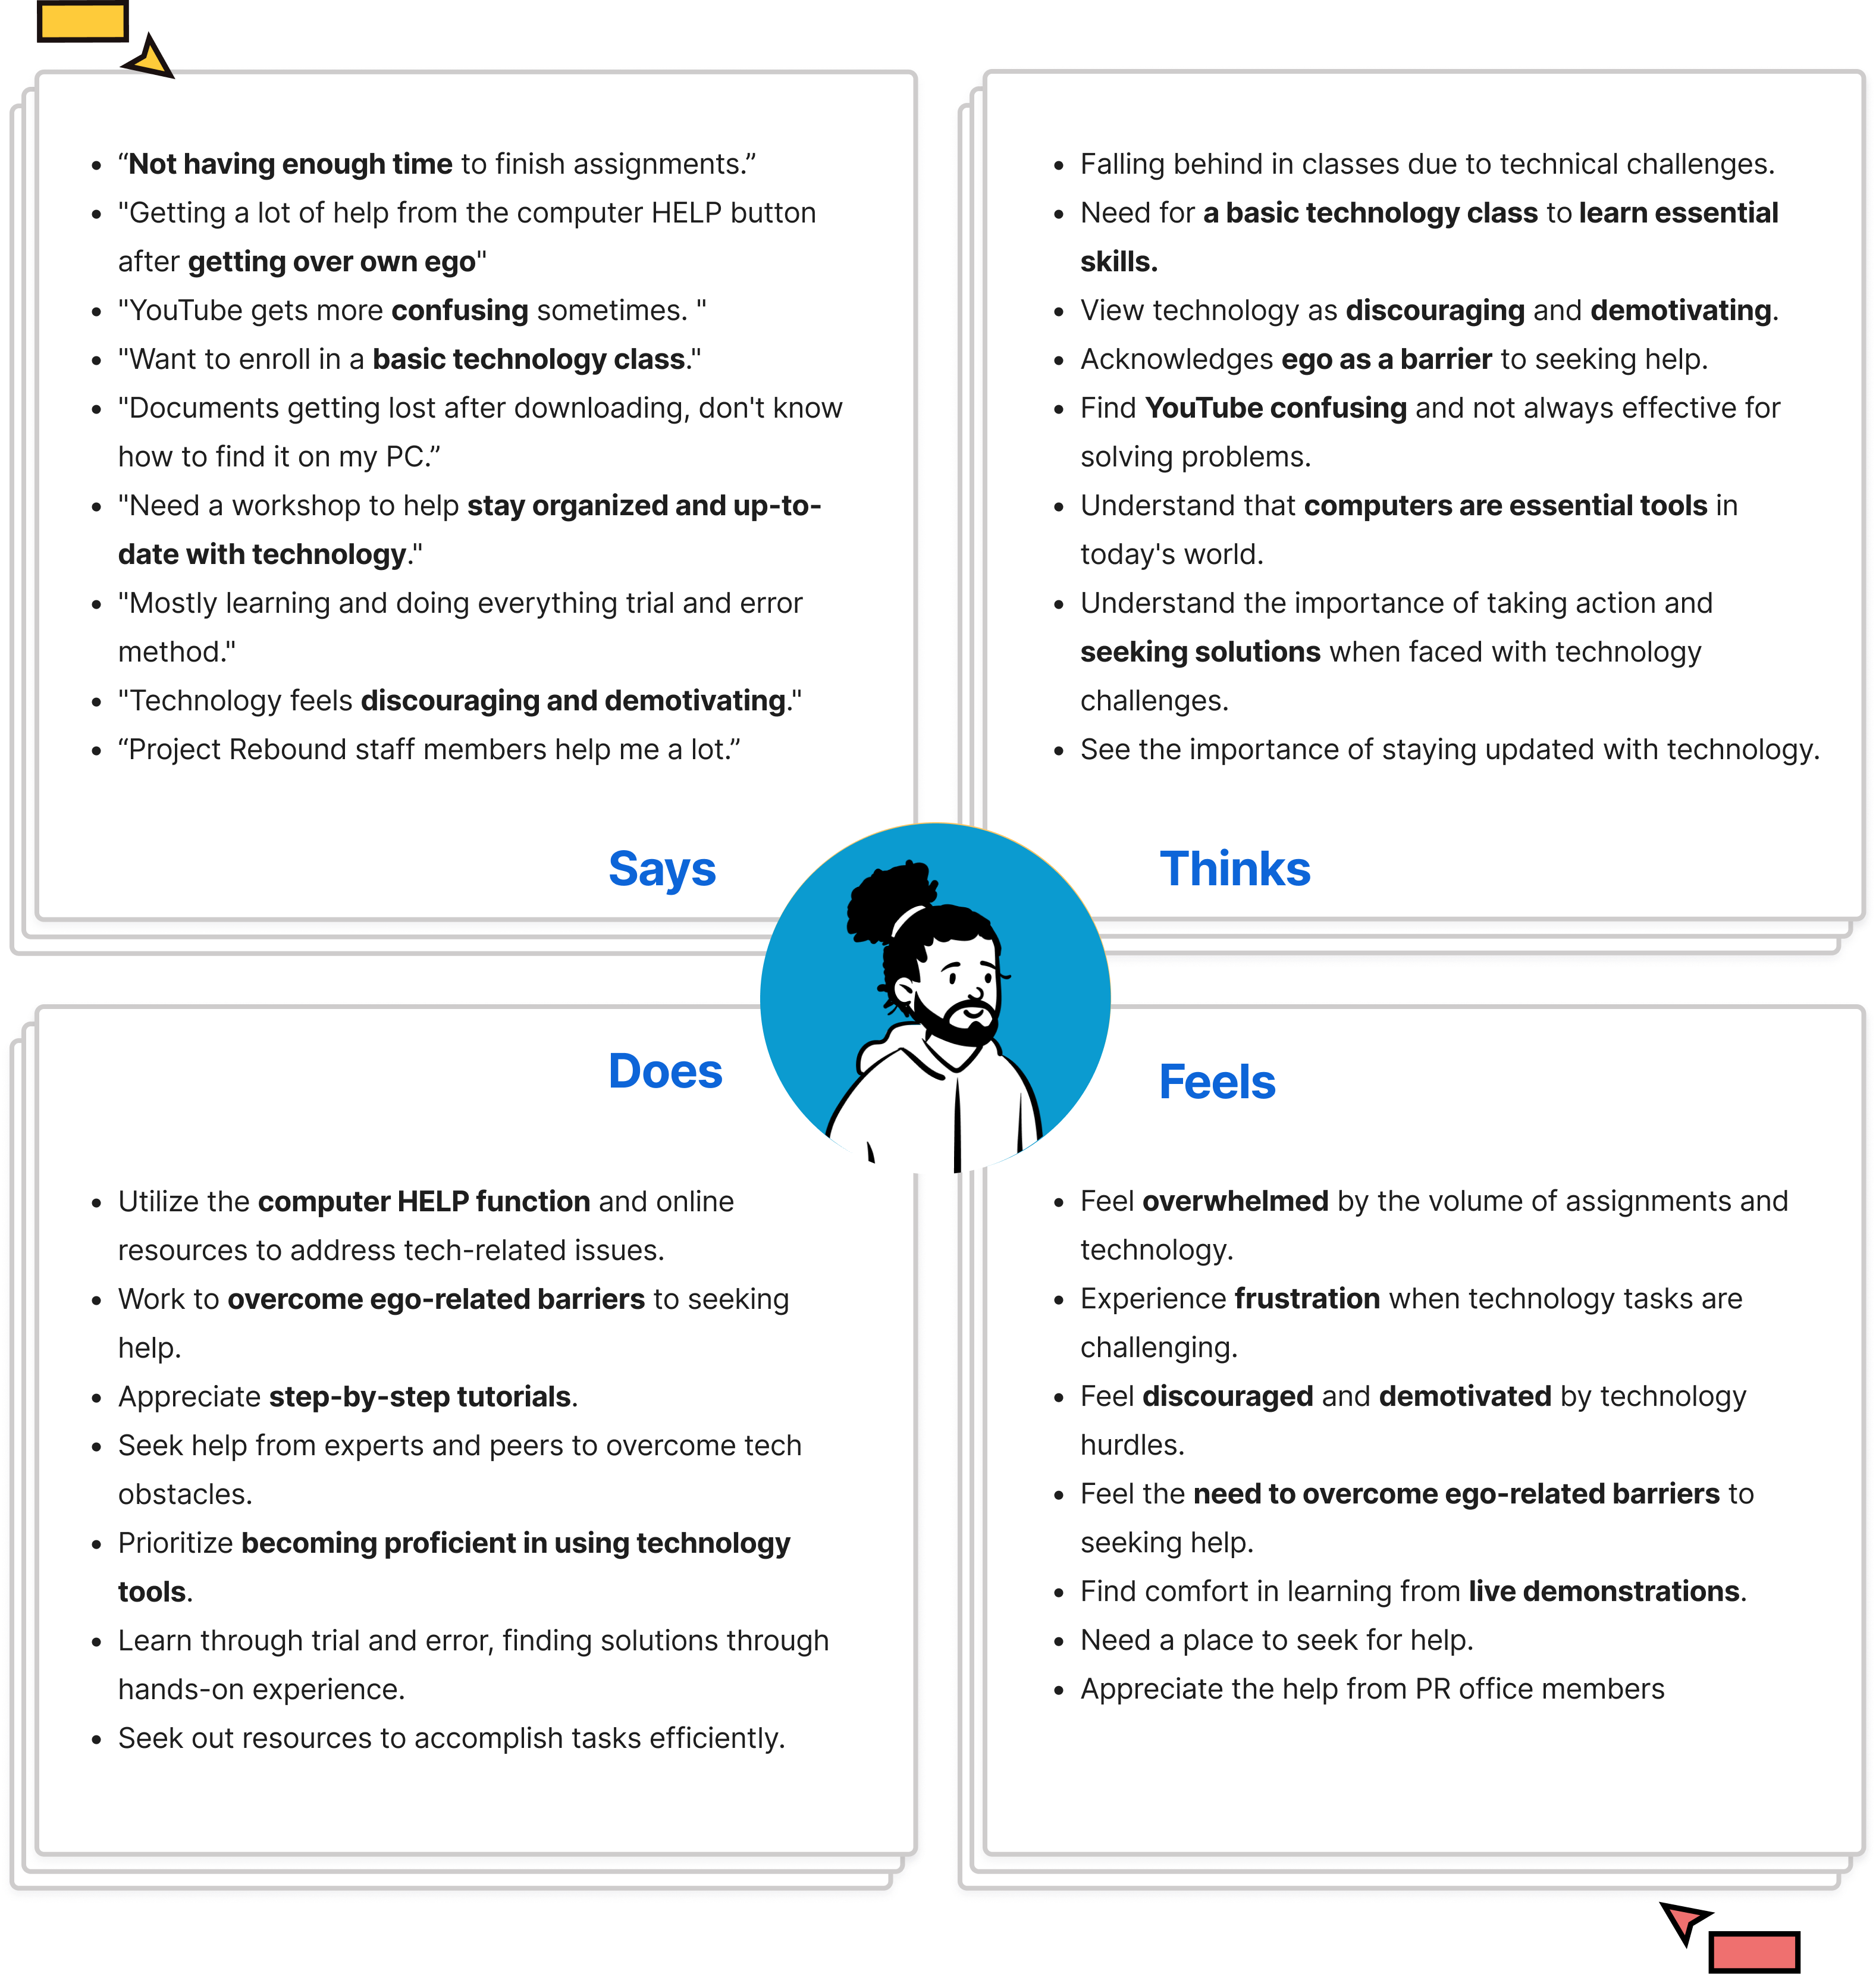 • “Not having enough time to finish assignments.”
• "Getting a lot of help from the computer HELP button
after getting over own ego"
• "YouTube gets more confusing sometimes. "
• "Want to enroll in a basic technology class."
• "Documents getting lost after downloading, don't know
how to find it on my PC.”
• "Need a workshop to help stay organized and up-to-
date with technology."
• "Mostly learning and doing everything trial and error
method."
• "Technology feels discouraging and demotivating."
• “Project Rebound staff members help me a lot.”
Says
• Falling behind in classes due to technical challenges.
• Need for a basic technology class to learn essential
skills.
• View technology as discouraging and demotivating.
• Acknowledges ego as a barrier to seeking help.
• Find YouTube confusing and not always effective for
solving problems.
• Understand that computers are essential tools in
today's world.
• Understand the importance of taking action and
seeking solutions when faced with technology
challenges.
• See the importance of staying updated with technology.
Thinks
Does
• Utilize the computer HELP function and online
resources to address tech-related issues.
• Work to overcome ego-related barriers to seeking
help.
• Appreciate step-by-step tutorials.
• Seek help from experts and peers to overcome tech
obstacles.
• Prioritize becoming proficient in using technology
tools.
• Learn through trial and error, finding solutions through
hands-on experience.
• Seek out resources to accomplish tasks efficiently.
Feels
• Feel overwhelmed by the volume of assignments and
technology.
• Experience frustration when technology tasks are
challenging.
• Feel discouraged and demotivated by technology
hurdles.
• Feel the need to overcome ego-related barriers to
seeking help.
• Find comfort in learning from live demonstrations.
• Need a place to seek for help.
• Appreciate the help from PR office members